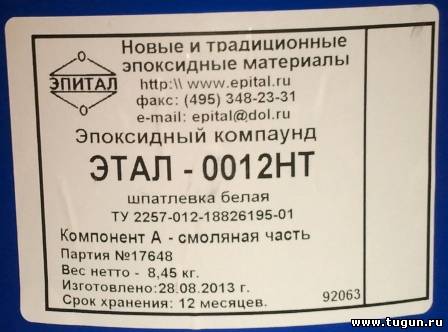 Новые и традиционные
эпоксидные материалы
ЭПИТАЛ
http:\\ www.epital.ru
факс: (495) 348-23-31
e-mail: epital@dol.ru
Эпоксидный компаунд
ЭТАЛ - 0012НТ
шпатлевка белая
ТУ 2257-012-18826195-01
Компонент А - смоляная часть
Партия №17648
Вес нетто - 8,45 кг.
Изготовлено: 28.08.2013 г.
Срок хранения: 12 месяцев.
92063
www.tugun.ru